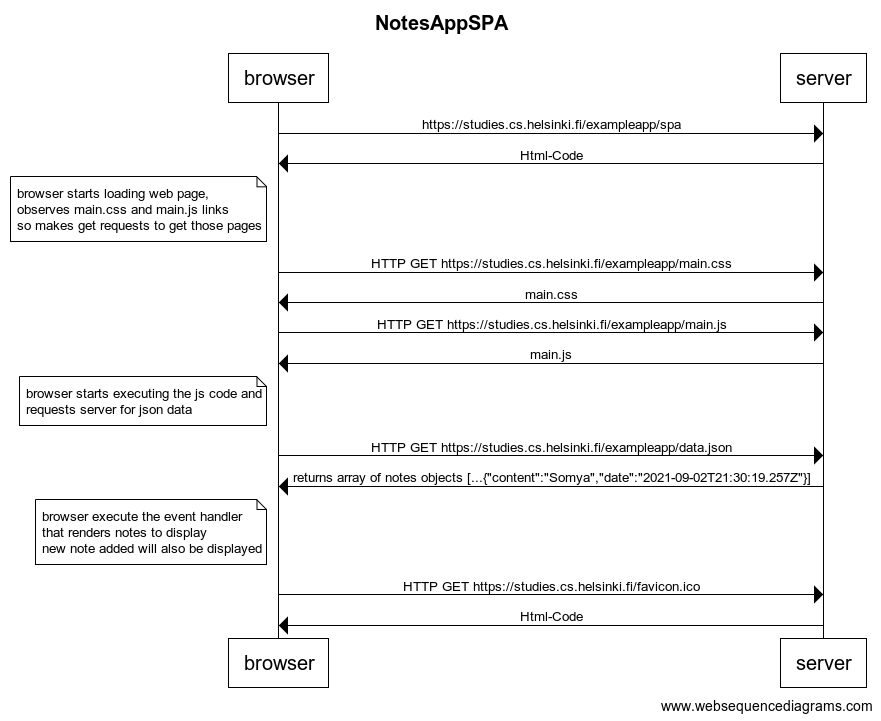 NotesAppSPA
browser
server
https://studies.cs.helsinki.fi/exampleapp/spa
Html-Code
browser starts loading web page,
observes main.css and main.js links
so makes get requests to get those pages
HTTP GET https://studies.cs.helsinki.fi/exampleapp/main.css
main.css
HTTP GET https://studies.cs.helsinki.fi/exampleapp/main.js
main.js
browser starts executing the js code and
requests server for json data
HTTP GET https://studies.cs.helsinki.fi/exampleapp/data.json
returns array of notes objects [...{"content":"Somya","date":"2021-09-02T21:30:19.257Z"}]
browser execute the event handler
that renders notes to display
new note added will also be displayed
HTTP GET https://studies.cs.helsinki.fi/favicon.ico
Html-Code
browser
server
www.websequencediagrams.com